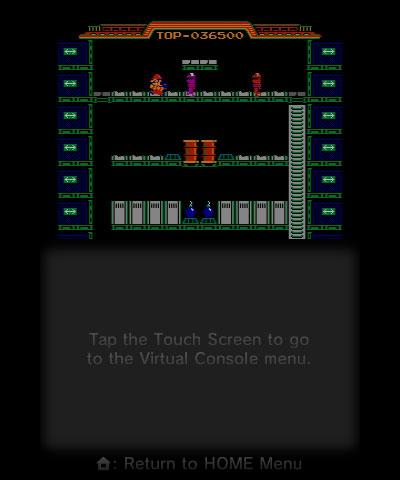 TOP-036500
Tap the Touch Screen to go
to the Virtual Console menu.
: Return to HOME Menu